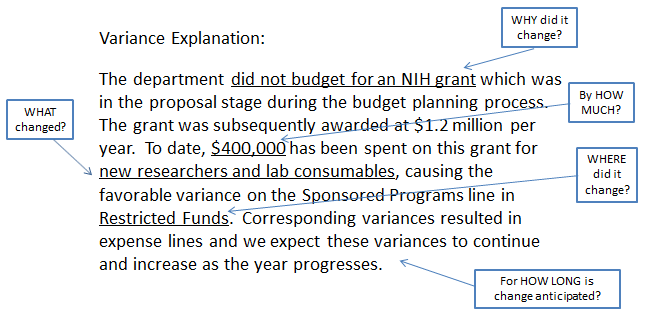 WHY did it
change?
Variance Explanation:
The department did not budget for an NIH grant which was
in the proposal stage during the budget planning process.
By HOW
MUCH?
WHAT
changed?
The grant was subsequently awarded at $1.2 million per
year.  To date, $400,000 has been spent on this grant for
new researchers and lab consumables, causing the
WHERE
did it
change?
favorable variance on the Sponsored Programs line in
Restricted Funds.  Corresponding variances resulted in
expense lines and we expect these variances to continue
and increase as the year progresses.
For HOW LONG is
change anticipated?